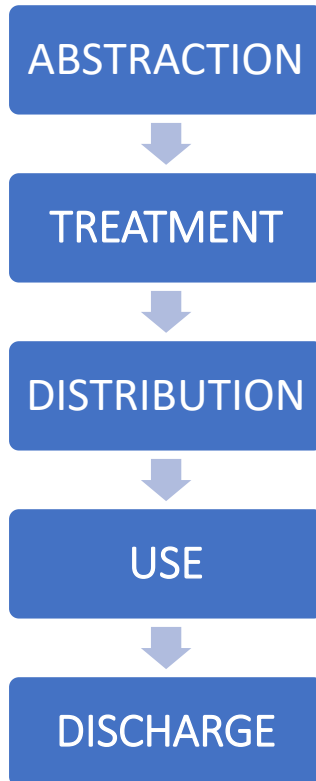 ABSTRACTION
TREATMENT
DISTRIBUTION
USE
DISCHARGE